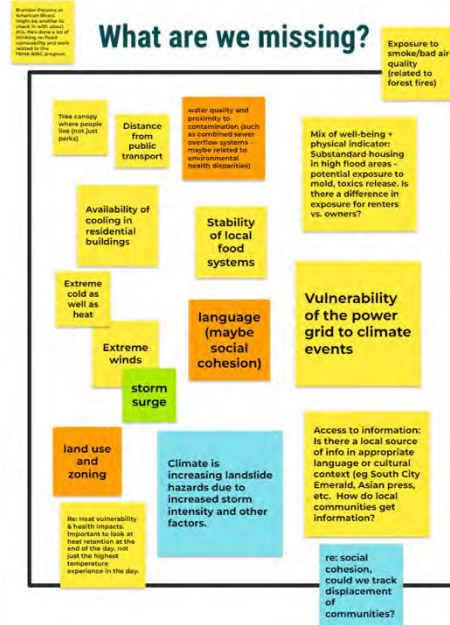 Brandon Parsons at
American Rivers
might be another to
check in with about
this. He's done a lot of
thinking on flood
vulnerability and work
related to the
FEMA BRIC program.
What are we missing?
Exposure to
smoke/bad air
quality
(related to
forest fires)
Tree canopy
where people
live (not just
parks)
Distance
from
public
transport
water quality and
proximity to
contamination (such
as combined sewer
overflow systems -
maybe related to
environmental
health disparities)
Mix of well-being +
physical indicator:
Substandard housing
in high flood areas -
potential exposure to
mold, toxics release. Is
there a difference in
exposure for renters
vs. owners?
Availability of
cooling in
residential
buildings
Stability
of local
food
systems
Extreme
cold as
well as
heat
Extreme
winds
storm
surge
language
(maybe
social
cohesion)
Vulnerability
of the power
grid to climate
events
land use
and
zoning
Climate is
increasing landslide
hazards due to
increased storm
intensity and other
factors.
Access to information:
Is there a local source
of info in appropriate
language or cultural
context (eg South City
Emerald, Asian press,
etc. How do local
communities get
information?
Re: Heat vulnerability
& health impacts.
Important to look at
heat retention at the
end of the day, not
just the highest
temperature
experience in the day.
re: social
cohesion,
could we track
displacement
of
communities?